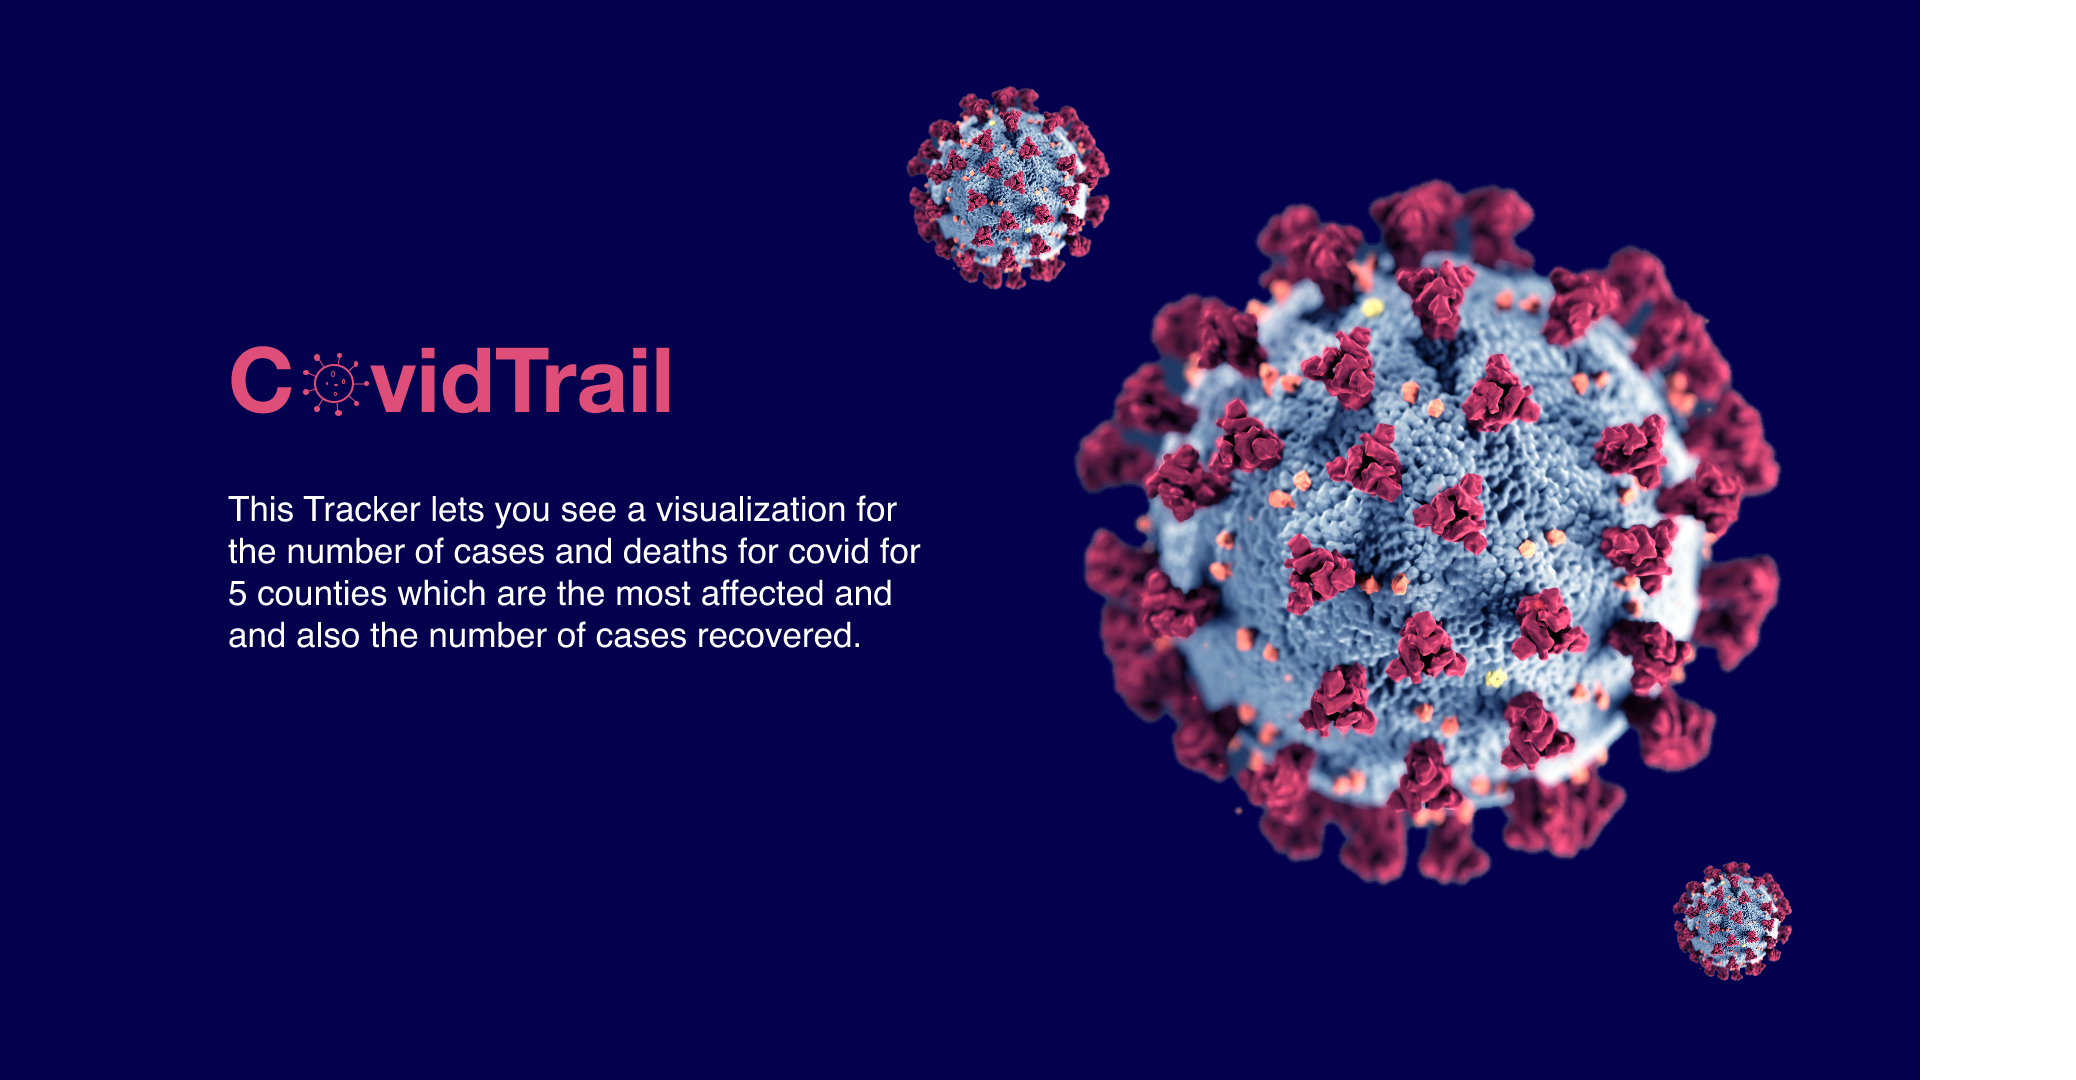 CovidTrail
This Tracker lets you see a visualization for
the number of cases and deaths for covid for
5 counties which are the most affected and
and also the number of cases recovered.